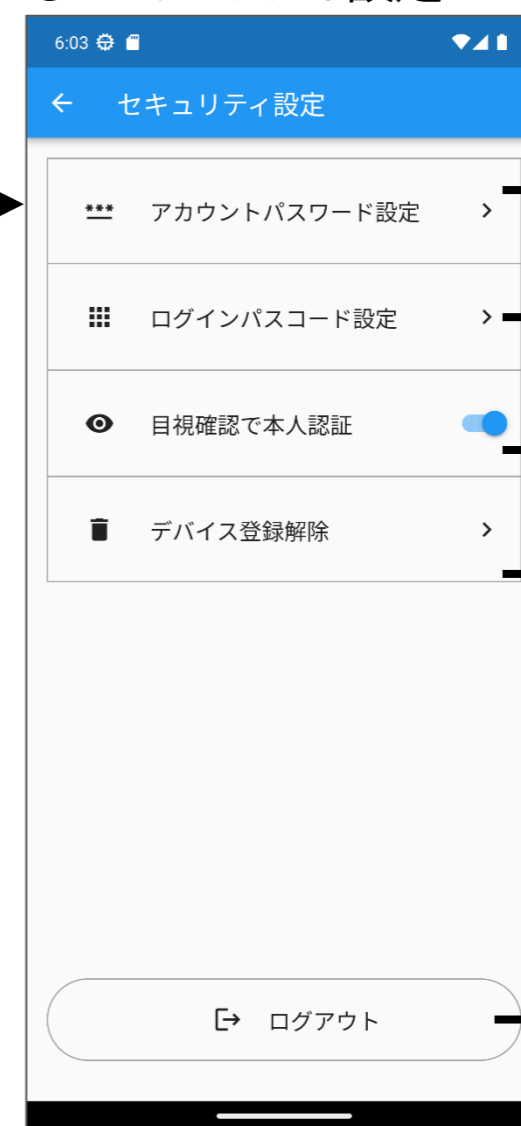 6:03
セキュリティ設定
アカウントパスワード設定
ログインパスコード設定
目視確認で本人認証
デバイス登録解除
ログアウト